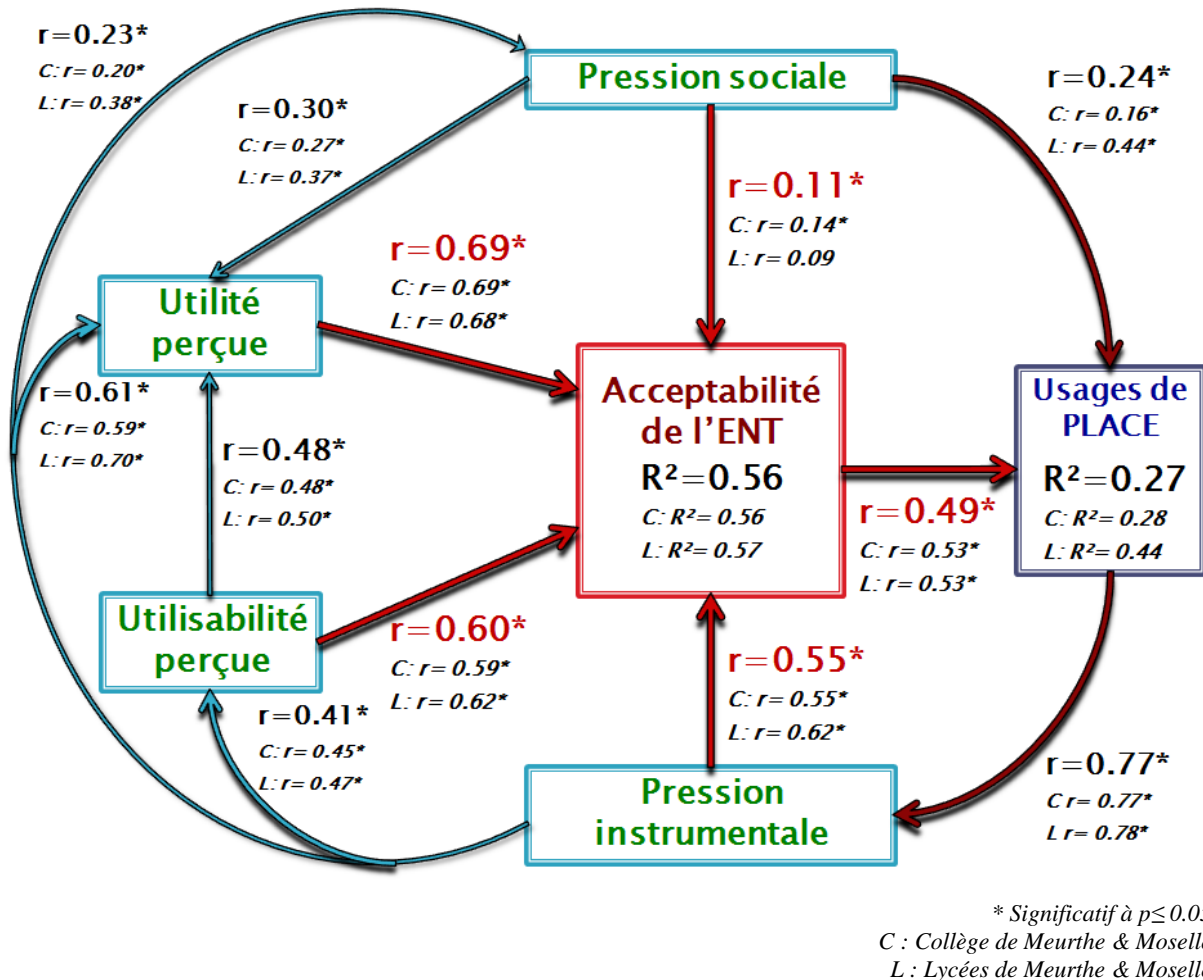 r=0.23*
C: r= 0.20*
L: r= 0.38*
Pression sociale
r=0.24*
C: r= 0.16*
L: r= 0.44*
r=0.30*
C: r= 0.27*
L: r= 0.37*
r=0.11*
C: r= 0.14*
L: r= 0.09
r=0.69*
C: r= 0.69*
L: r= 0.68*
Utilité
perçue
Acceptabilité
de l'ENT
R²=0.56
C: R²= 0.56
L: R²= 0.57
Usages de
PLACE
R²=0.27
C: R²= 0.28
L: R²= 0.44
r=0.61*
C: r= 0.59*
L: r= 0.70*
r=0.48*
C: r= 0.48*
L: r= 0.50*
r=0.49*
C: r= 0.53*
L: r= 0.53*
Utilisabilité
perçue
r=0.60*
C: r= 0.59*
L: r= 0.62*
r=0.55*
C: r= 0.55*
L: r= 0.62*
r=0.41*
C: r= 0.45*
L: r= 0.47*
Pression
instrumentale
r=0.77*
C r= 0.77*
L r= 0.78*
* Significatif à p≤ 0.05
C : Collège de Meurthe & Moselle
L : Lycées de Meurthe & Moselle